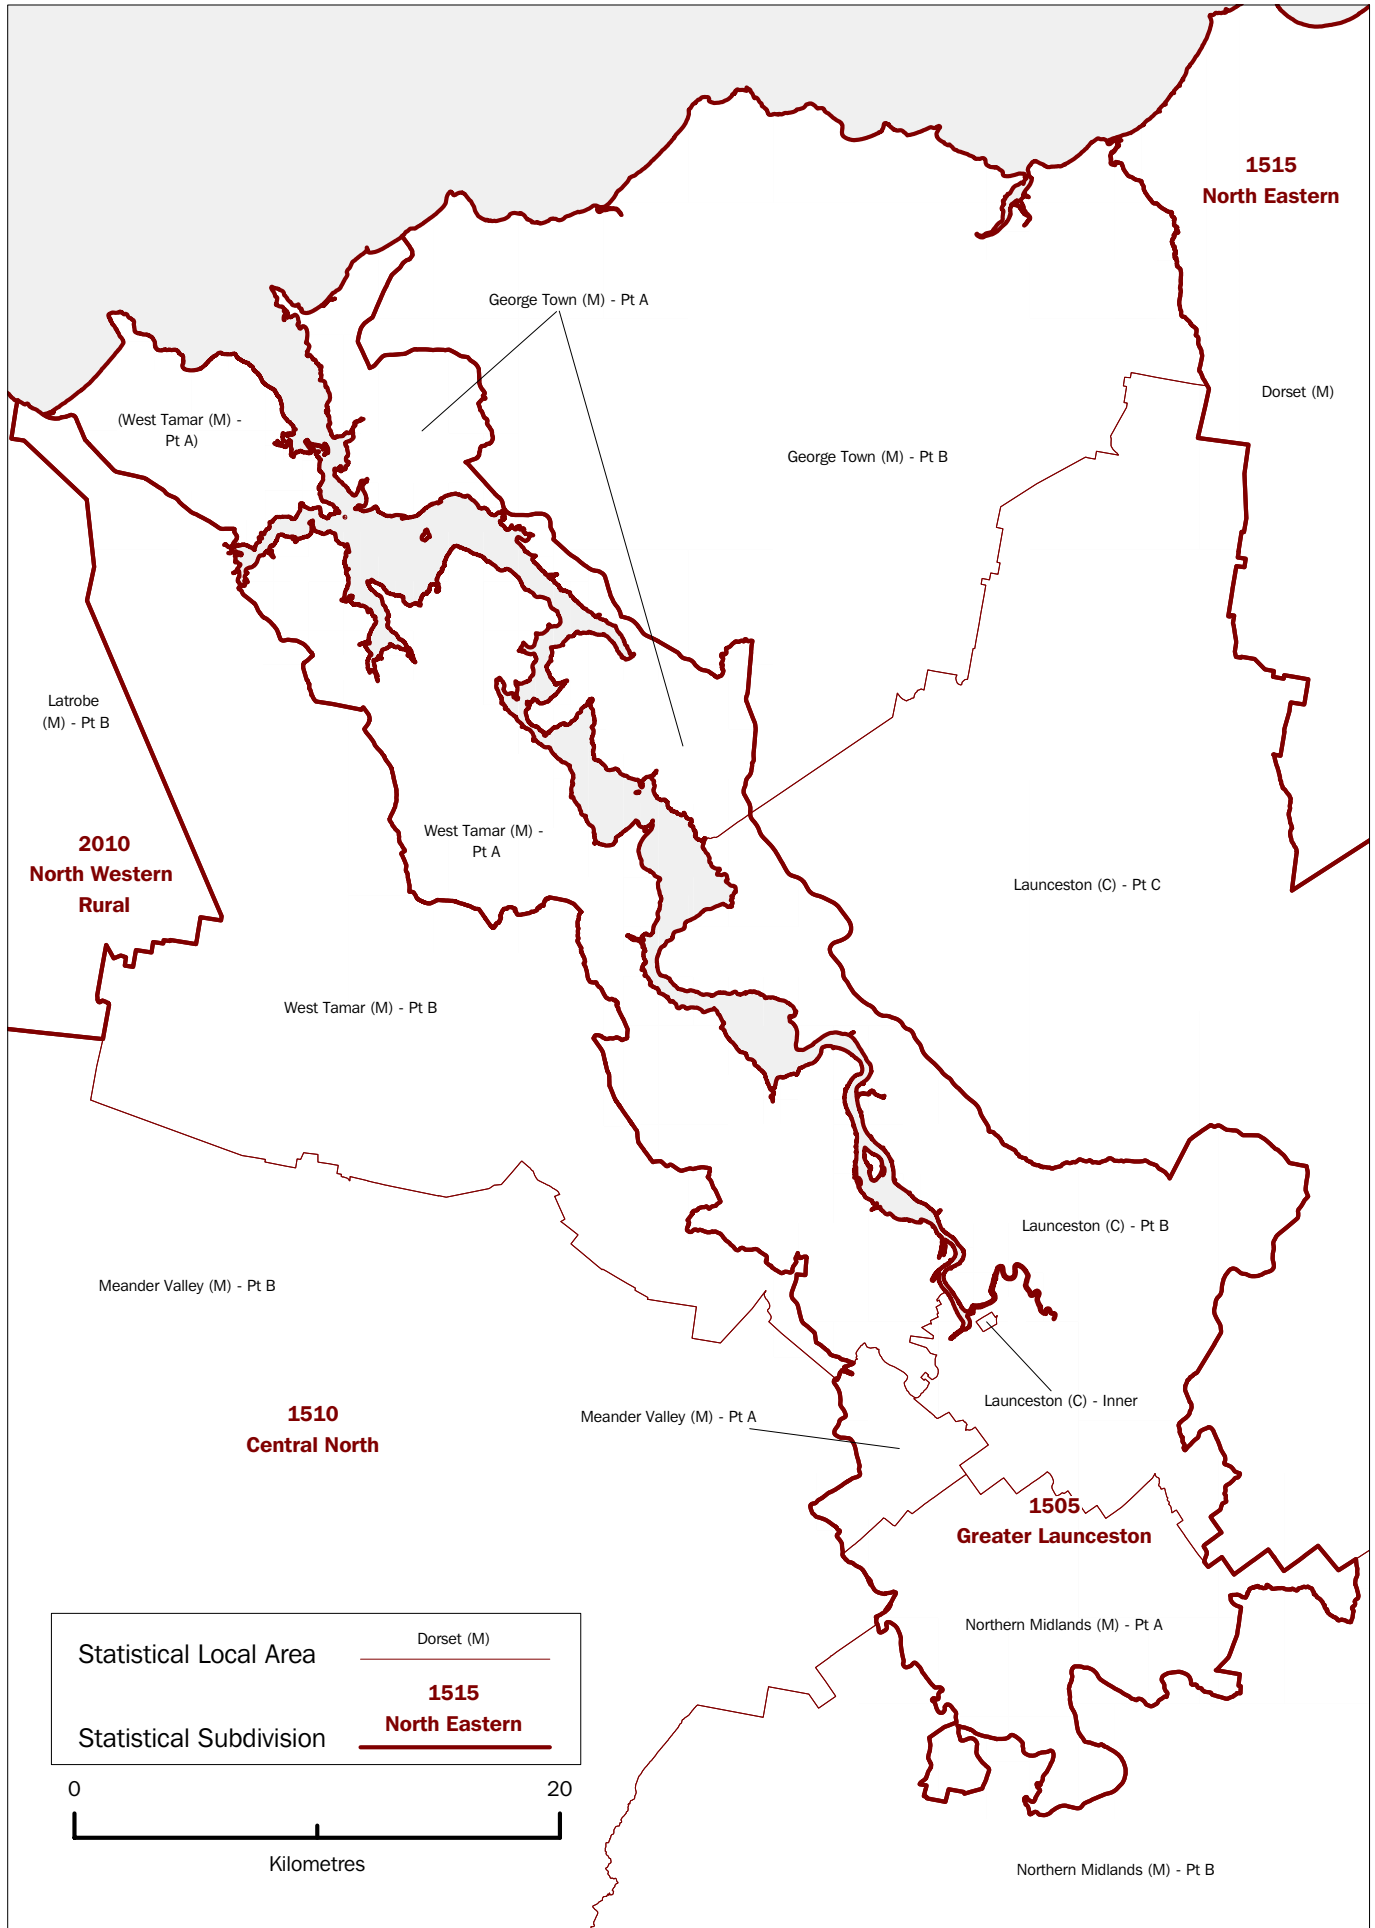 1515
North Eastern
George Town (M) - Pt A
Dorset (M)
(West Tamar (M) -
Pt A)
George Town (M) - Pt B
Latrobe
(M) - Pt B
West Tamar (M) -
Pt A
2010
North Western
Rural
Launceston (C) - Pt C
West Tamar (M) - Pt B
Launceston (C) - Pt B
Meander Valley (M) - Pt B
Launceston (C) - Inner
1510
Central North
Meander Valley (M) - Pt A
1505
Greater Launceston
Northern Midlands (M) - Pt A
Statistical Local Area
Dorset (M)
1515
North Eastern
Statistical Subdivision
0
20
Kilometres
Northern Midlands (M) - Pt B